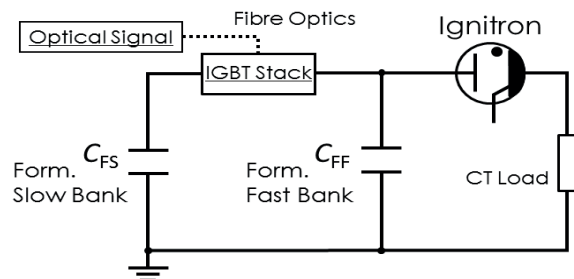 Fibre Optics
Ignitron
Optical Signal
IGBT Stack
C_FS
Form.
Slow Bank
C_FF
Form.
Fast Bank
CT Load